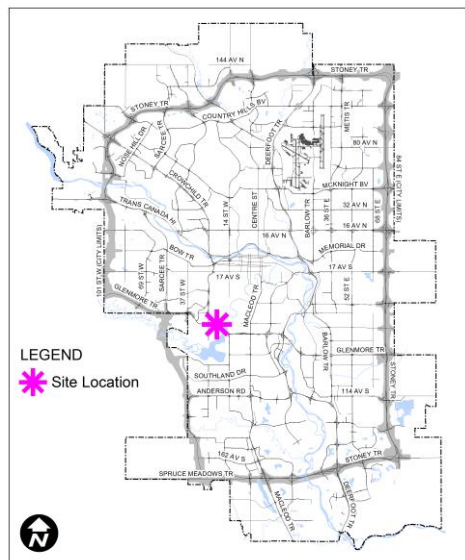 144 AV N
STONEY TR
STONEY TR
COUNTRY HILLS BV
METIS TR
NOSE HILL DR
SARCEE TR
DEERFOOT TR
80 AV N
CROWCHILD TR
MCKNIGHT BV
84 ST E (CITY LIMITS)
TRANS CANADA HI
14 ST W
CENTRE ST
BARLOW TR
36 ST E
32 AV N
68 ST E
16 AV N
16 AV N
MEMORIAL DR
BOW TR
17 AV S
17 AV S
101 ST W (CITY LIMITS)
69 ST W
SARCEE TR
37 ST W
MACLEOD TR
52 ST E
GLENMORE TR
BARLOW TR
GLENMORE TR
LEGEND
Site Location
SOUTHLAND DR
STONEY TR
ANDERSON RD
114 AV S
162 AV S
STONEY TR
SPRUCE MEADOWS TR
MACLEOD TR
DEERFOOT TR
N